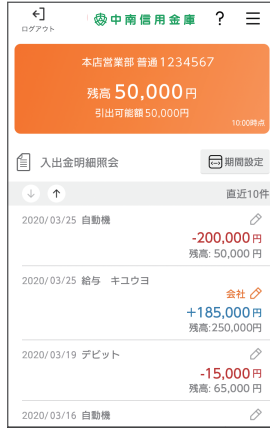 ログアウト
中南信用金庫
?
本店営業部 普通1234567
残高 50,000円
引出可能額50,000円
10:00時点
入出金明細照会
期間設定
直近10件
2020/03/25 自動機
-200,000円
残高: 50,000円
2020/03/25 給与 キユウヨ
会社
+185,000円
残高:250,000円
2020/03/19 デビット
-15,000円
残高: 65,000円
2020/03/16 自動機